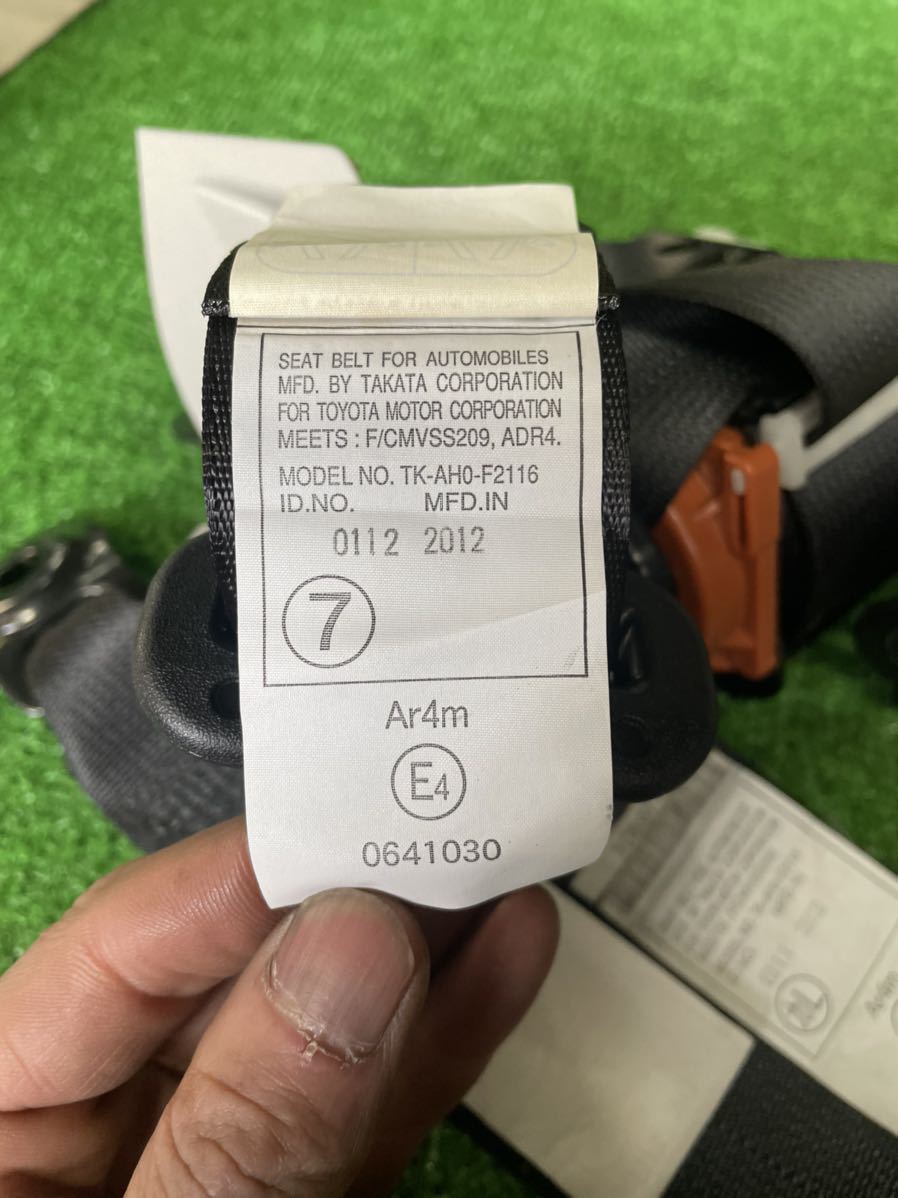 SEAT BELT FOR AUTOMOBILES
MFD. BY TAKATA CORPORATION
FOR TOYOTA MOTOR CORPORATION
MEETS : F/CMVSS209, ADR4.
MODEL NO. TK-AH0-F2116
ID.NO. MFD.IN
0112 2012
7
Ar4m
E4
0641030
Ar4m